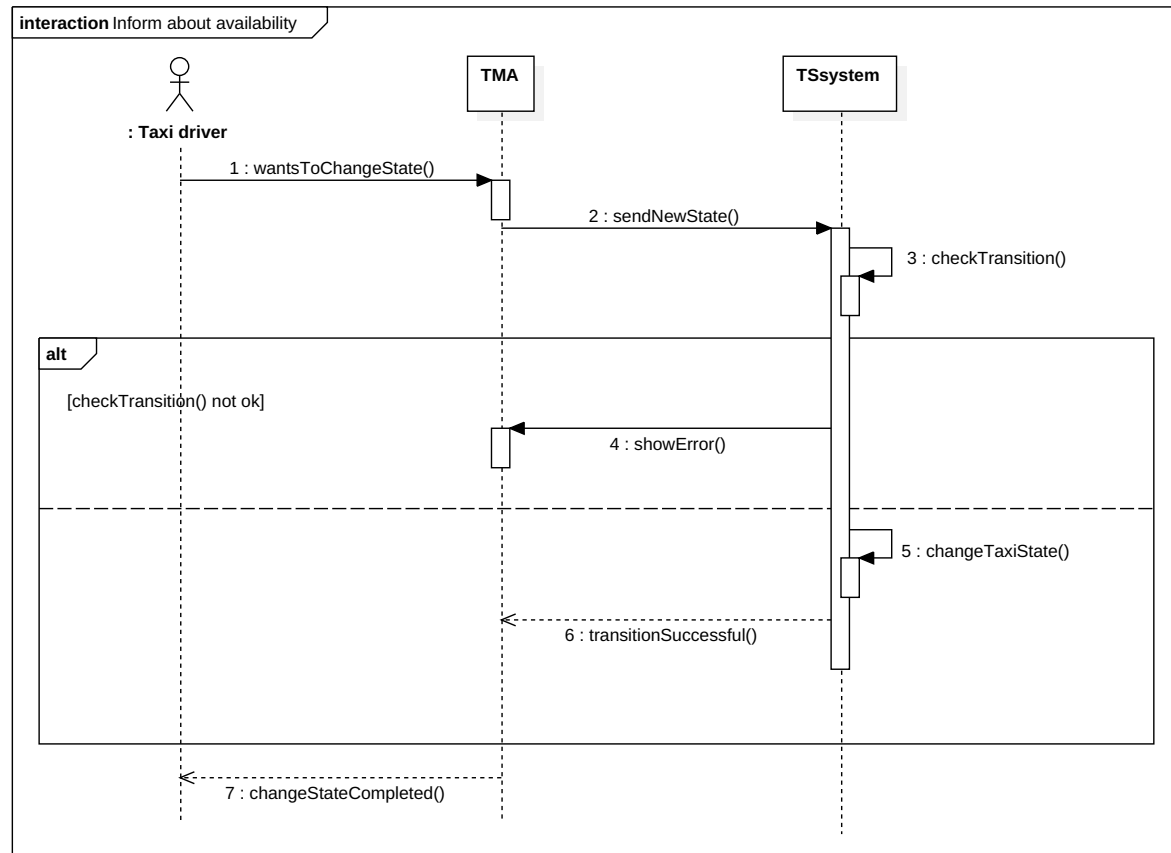 interaction Inform about availability
TMA
TSsystem
: Taxi driver
1 : wantsToChangeState()
2 : sendNewState()
3 : checkTransition()
alt
[checkTransition() not ok]
4 : showError()
5 : changeTaxiState()
6 : transitionSuccessful()
7 : changeStateCompleted()